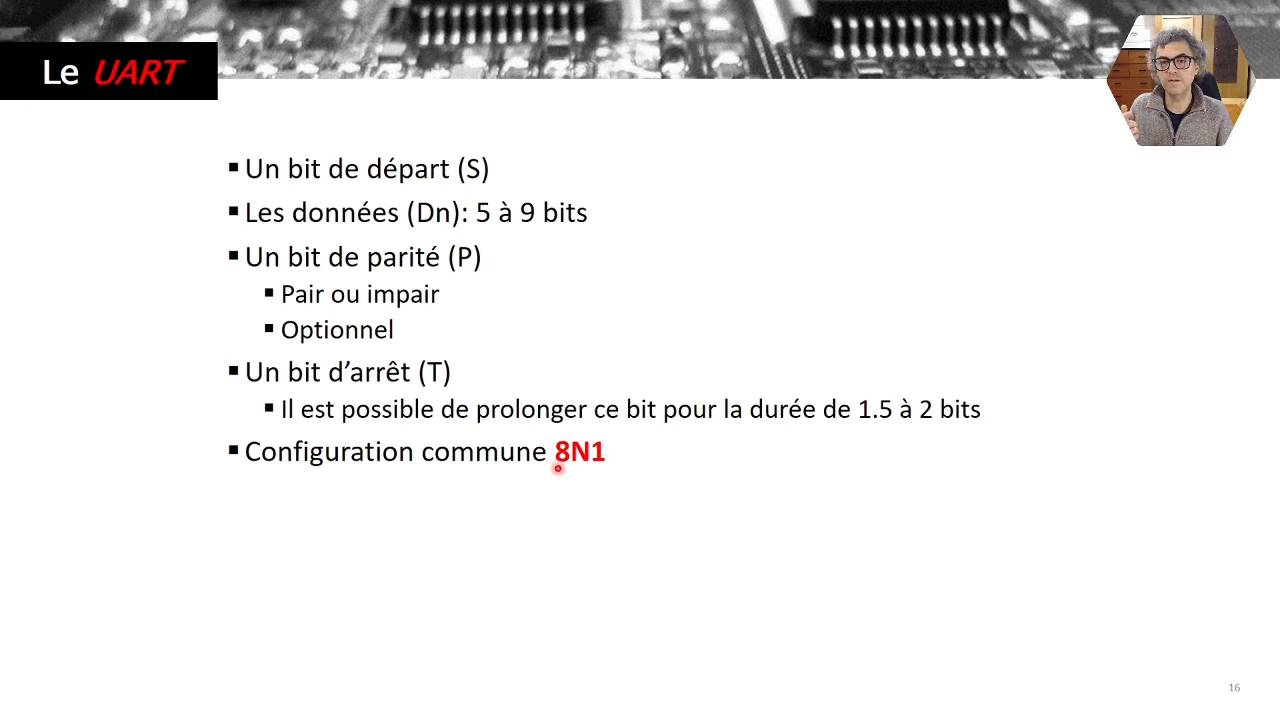 Le UART
Un bit de départ (S)
Les données (Dn): 5 à 9 bits
Un bit de parité (P)
Pair ou impair
Optionnel
Un bit d’arrêt (T)
Il est possible de prolonger ce bit pour la durée de 1.5 à 2 bits
Configuration commune 8N1
16